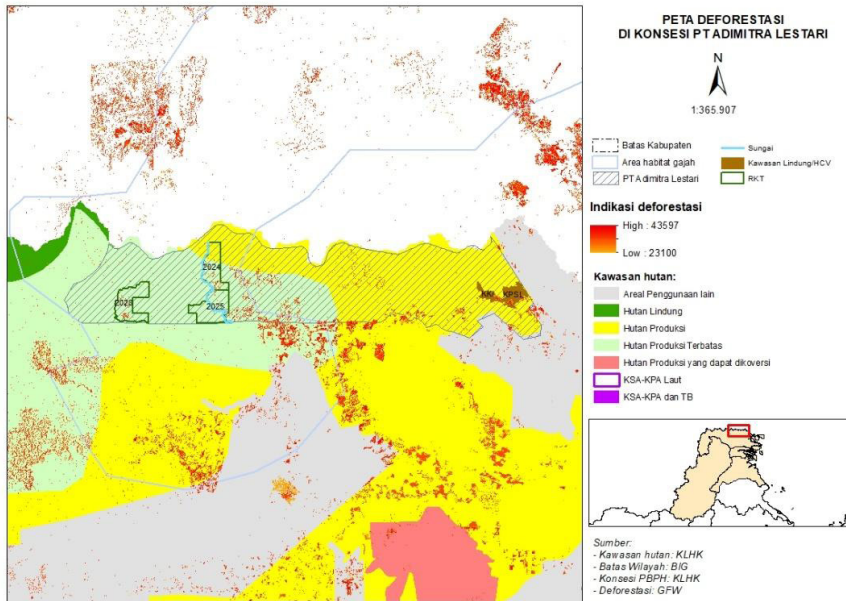 PETA DEFORESTASI
DI KONSESI PT ADIMITRA LESTARI
N
1:365.907
Batas Kabupaten
Area habitat gajah
PT Adimitra Lestari
Sungai
Kawasan Lindung/HCV
RKT
Indikasi deforestasi
High : 43597
Low : 23100
Kawasan hutan:
Areal Penggunaan lain
Hutan Lindung
Hutan Produksi
Hutan Produksi Terbatas
Hutan Produksi yang dapat dikoversi
KSA-KPA Laut
KSA-KPA dan TB
2024
2025
2026
KPSL
Sumber:
- Kawasan hutan: KLHK
- Batas Wilayah: BIG
- Konsesi PBPH: KLHK
- Deforestasi: GFW